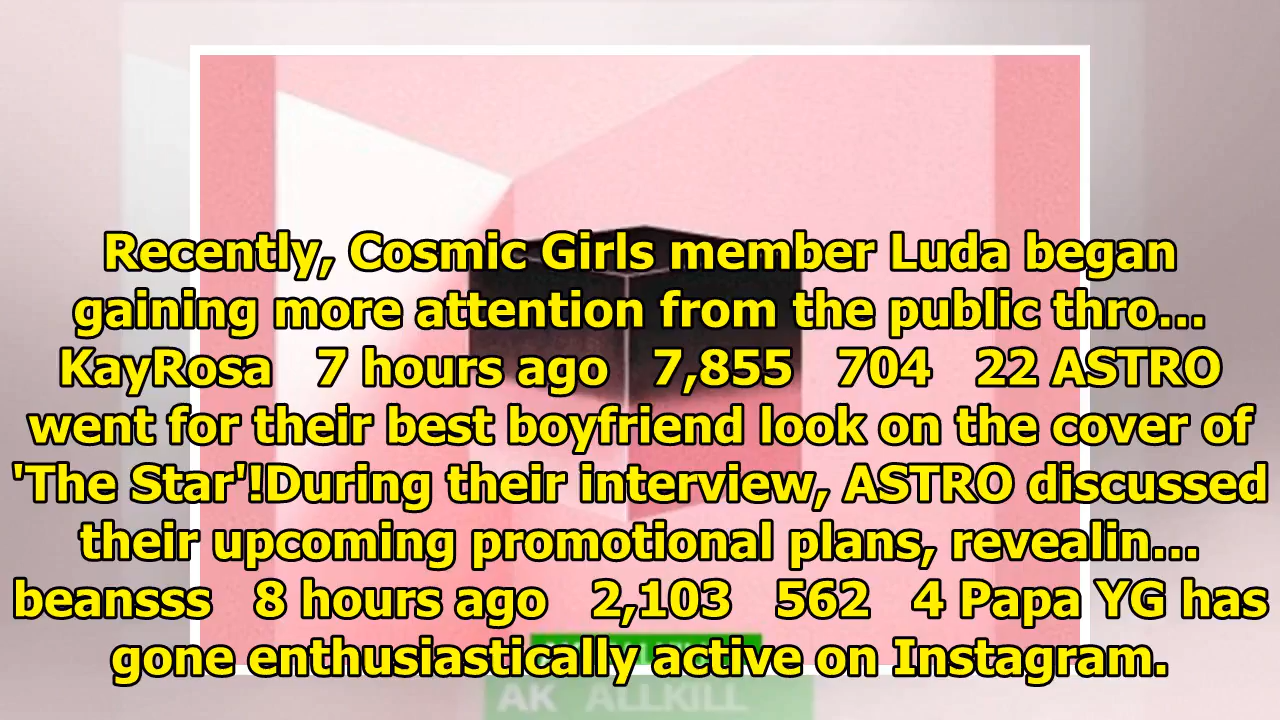 Recently, Cosmic Girls member Luda began
gaining more attention from the public thro...
KayRosa 7 hours ago 7,855 704 22 ASTRO
went for their best boyfriend look on the cover of
'The Star'!During their interview, ASTRO discussed
their upcoming promotional plans, revealin...
beansss 8 hours ago 2,103 562 4 Papa YG has
gone enthusiastically active on Instagram.
AK ALLKILL